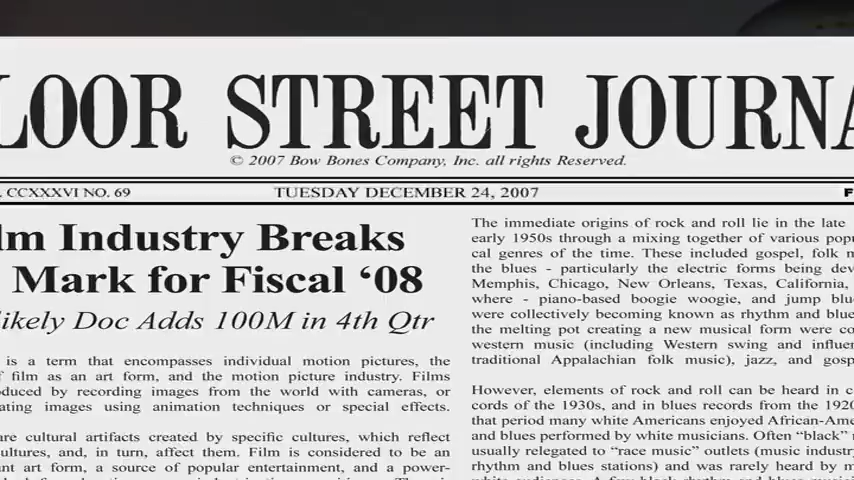 LOOR STREET JOURNA
© 2007 Bow Bones Company, Inc. all rights Reserved.
. CCXXXVI NO. 69
TUESDAY DECEMBER 24, 2007
F
lm Industry Breaks
Mark for Fiscal ‘08
ikely Doc Adds 100M in 4th Qtr
is a term that encompasses individual motion pictures, the
f film as an art form, and the motion picture industry. Films
oduced by recording images from the world with cameras, or
ating images using animation techniques or special effects.
are cultural artifacts created by specific cultures, which reflect
ultures, and, in turn, affect them. Film is considered to be an
nt art form, a source of popular entertainment, and a power-
The immediate origins of rock and roll lie in the late
early 1950s through a mixing together of various popu
cal genres of the time. These included gospel, folk m
the blues - particularly the electric forms being dev
Memphis, Chicago, New Orleans, Texas, California,
where - piano-based boogie woogie, and jump blu
were collectively becoming known as rhythm and blue
the melting pot creating a new musical form were co
western music (including Western swing and influen
traditional Appalachian folk music), jazz, and gosp
However, elements of rock and roll can be heard in c
cords of the 1930s, and in blues records from the 1920
that period many white Americans enjoyed African-Ame
and blues performed by white musicians. Often “black”
usually relegated to “race music” outlets (music industry
rhythm and blues stations) and was rarely heard by m